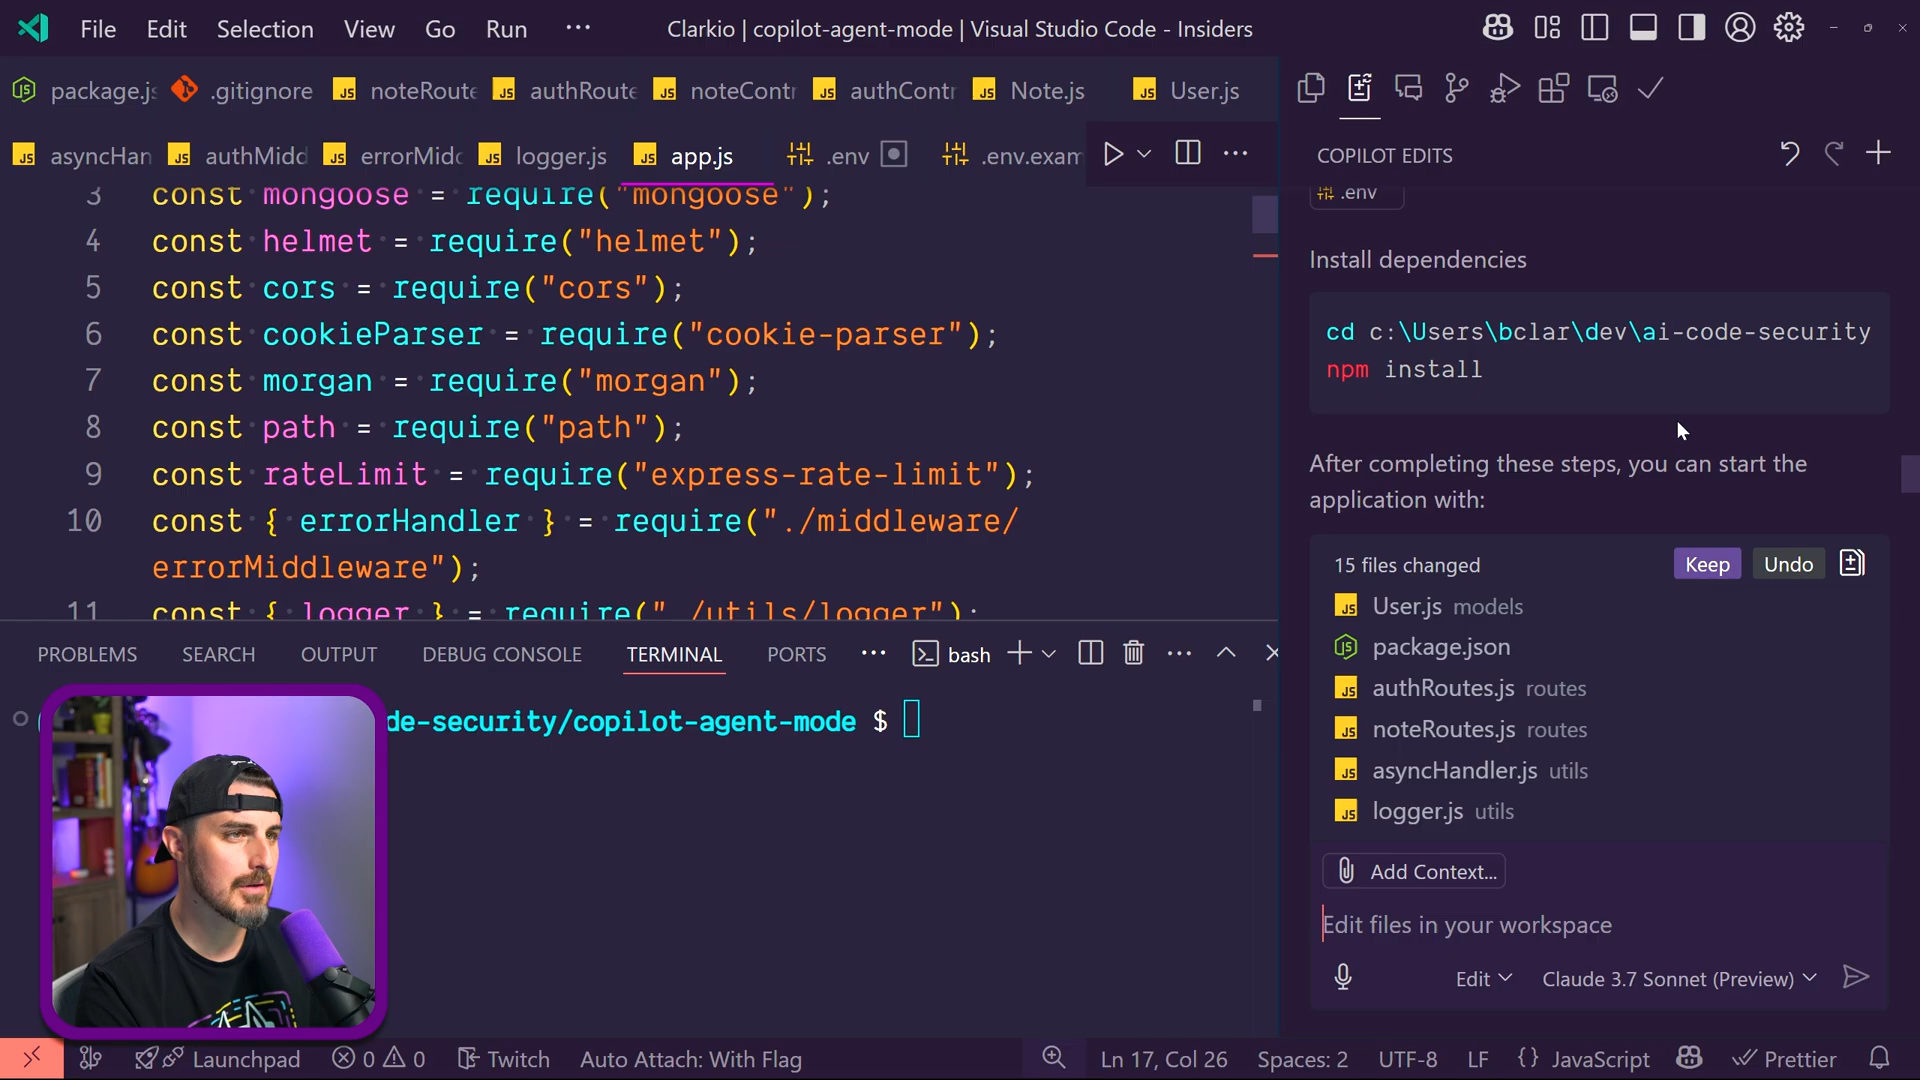 File Edit Selection View Go Run ···
Clarkio | copilot-agent-mode | Visual Studio Code - Insiders
package.js .gitignore noteRoute authRoute noteContr authContr Note.js User.js
asyncHan authMidd errorMidd logger.js app.js .env .env.exam
3 const mongoose = require("mongoose");
4 const helmet = require("helmet");
5 const cors = require("cors");
6 const cookieParser = require("cookie-parser");
7 const morgan = require("morgan");
8 const path = require("path");
9 const rateLimit = require("express-rate-limit");
10 const { errorHandler } = require("./middleware/
errorMiddleware");
11 const { logger } = require("./utils/logger");
PROBLEMS SEARCH OUTPUT DEBUG CONSOLE TERMINAL PORTS ··· bash
de-security/copilot-agent-mode $
COPILOT EDITS
.env
Install dependencies
cd c:\Users\bclar\dev\ai-code-security
npm install
After completing these steps, you can start the
application with:
15 files changed Keep Undo
User.js models
package.json
authRoutes.js routes
noteRoutes.js routes
asyncHandler.js utils
logger.js utils
Add Context...
Edit files in your workspace
Edit Claude 3.7 Sonnet (Preview)
Launchpad 0 0 Twitch Auto Attach: With Flag Ln 17, Col 26 Spaces: 2 UTF-8 LF {} JavaScript Prettier